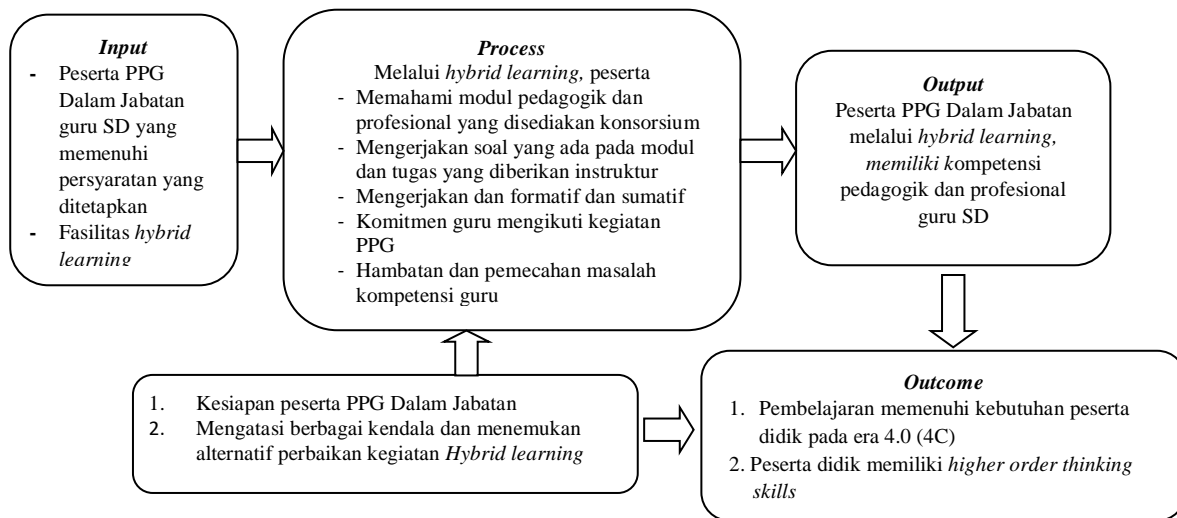 Input
- Peserta PPG
Dalam Jabatan
guru SD yang
memenuhi
persyaratan yang
ditetapkan
- Fasilitas hybrid
learning
Process
Melalui hybrid learning, peserta
- Memahami modul pedagogik dan
profesional yang disediakan konsorsium
- Mengerjakan soal yang ada pada modul
dan tugas yang diberikan instruktur
- Mengerjakan dan formatif dan sumatif
- Komitmen guru mengikuti kegiatan
PPG
- Hambatan dan pemecahan masalah
kompetensi guru
Output
Peserta PPG Dalam Jabatan
melalui hybrid learning,
memiliki kompetensi
pedagogik dan profesional
guru SD
1. Kesiapan peserta PPG Dalam Jabatan
2. Mengatasi berbagai kendala dan menemukan
alternatif perbaikan kegiatan Hybrid learning
Outcome
1. Pembelajaran memenuhi kebutuhan peserta
didik pada era 4.0 (4C)
2. Peserta didik memiliki higher order thinking
skills